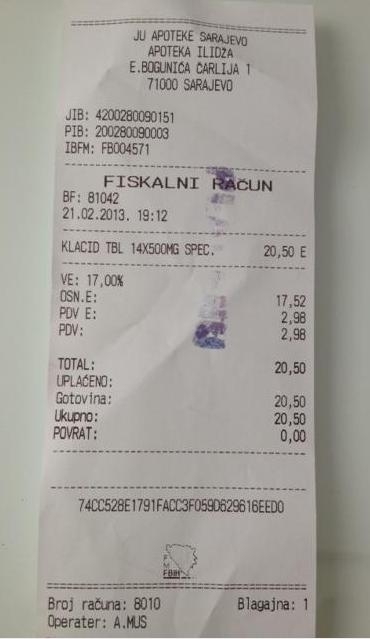 JU APOTEKE SARAJEVO
APOTEKA ILIDŽA
E.BOGUNIĆA ČARLIJA 1
71000 SARAJEVO
JIB: 4200280090151
PIB: 200280090003
IBFM: FB004571
FISKALNI RAČUN
BF: 81042
21.02.2013. 19:12
KLACID TBL 14X500MG SPEC. 20,50 E
VE: 17,00%
OSN.E: 17,52
PDV E: 2,98
PDV: 2,98
TOTAL: 20,50
UPLAĆENO:
Gotovina: 20,50
Ukupno: 20,50
POVRAT: 0,00
74CC528E1791FACC3F059D629616EED0
FM
FBIH
Broj računa: 8010 Blagajna: 1
Operater: A.MUS